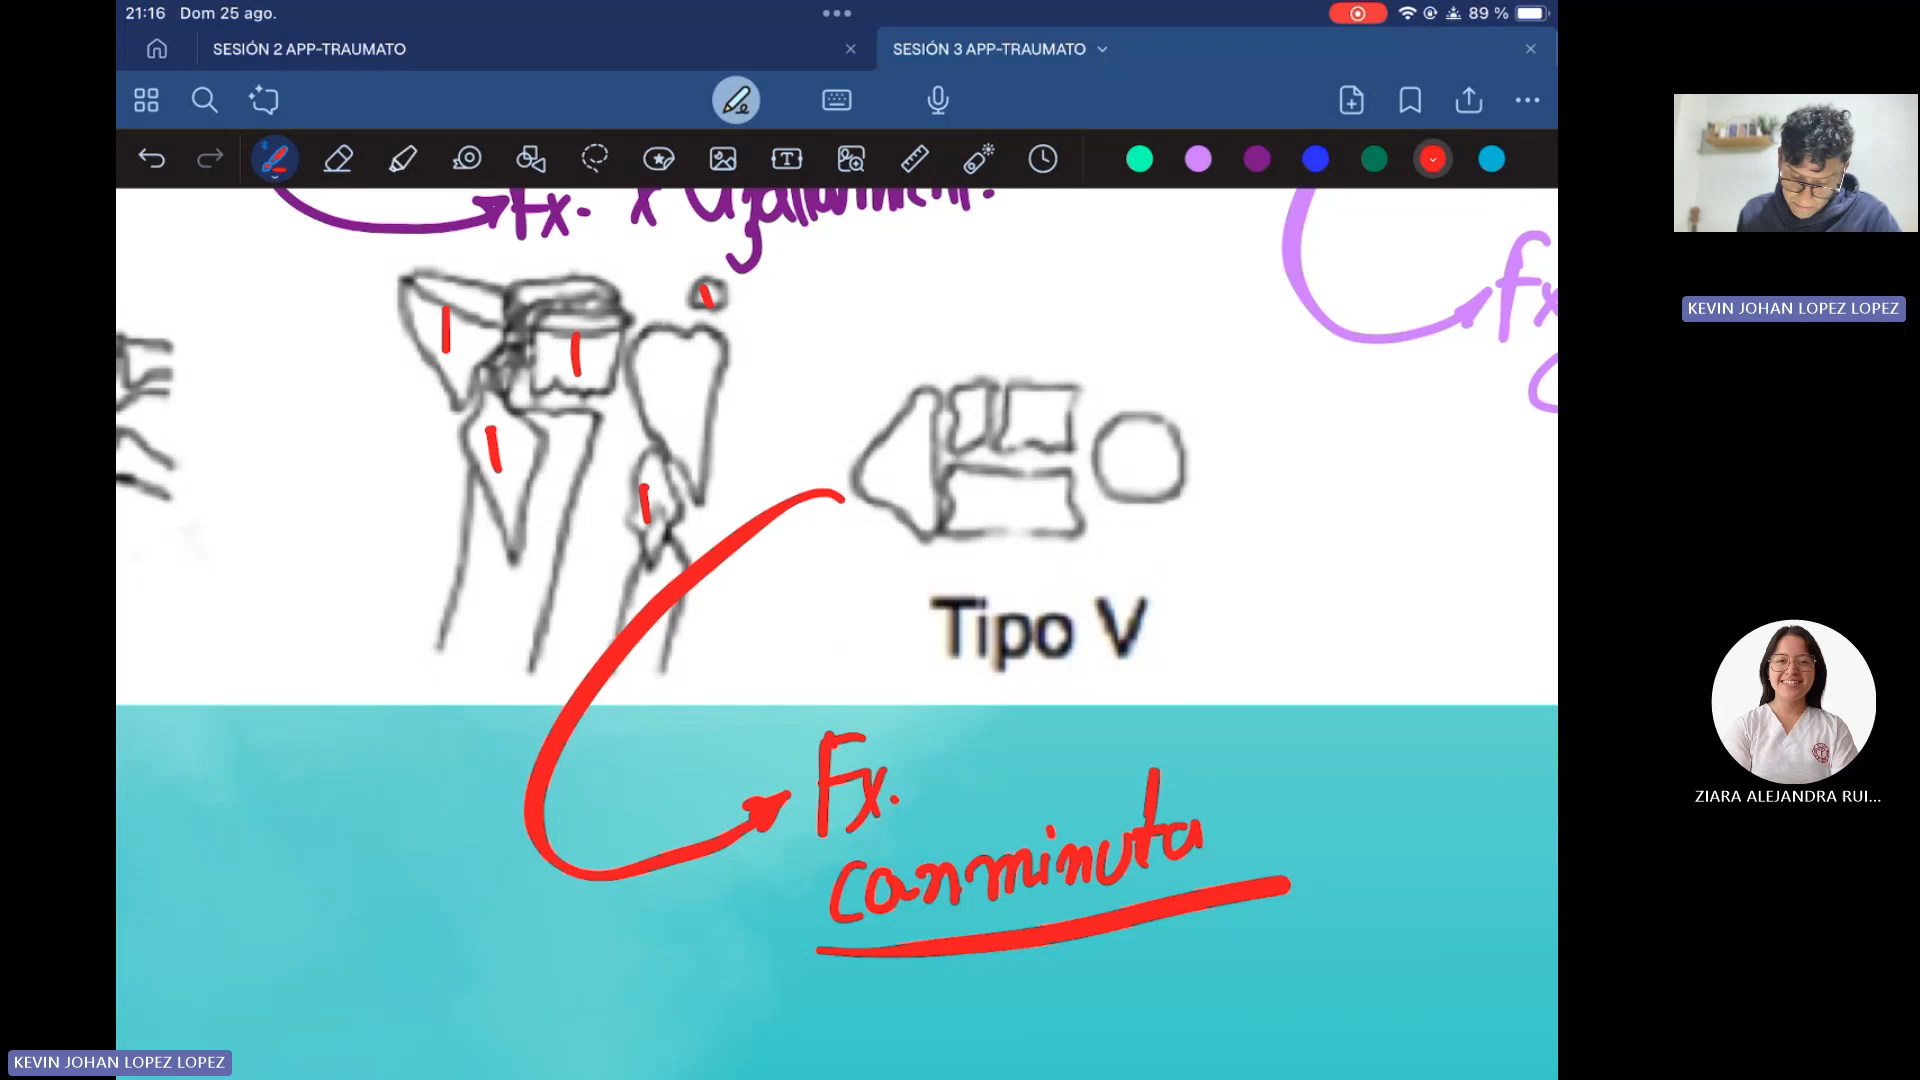 21:16 Dom 25 ago.
89 %
SESIÓN 2 APP-TRAUMATO
SESIÓN 3 APP-TRAUMATO
Fx. x
Fx
Tipo V
Fx.
conminuta
KEVIN JOHAN LOPEZ LOPEZ
ZIARA ALEJANDRA RUI...
KEVIN JOHAN LOPEZ LOPEZ